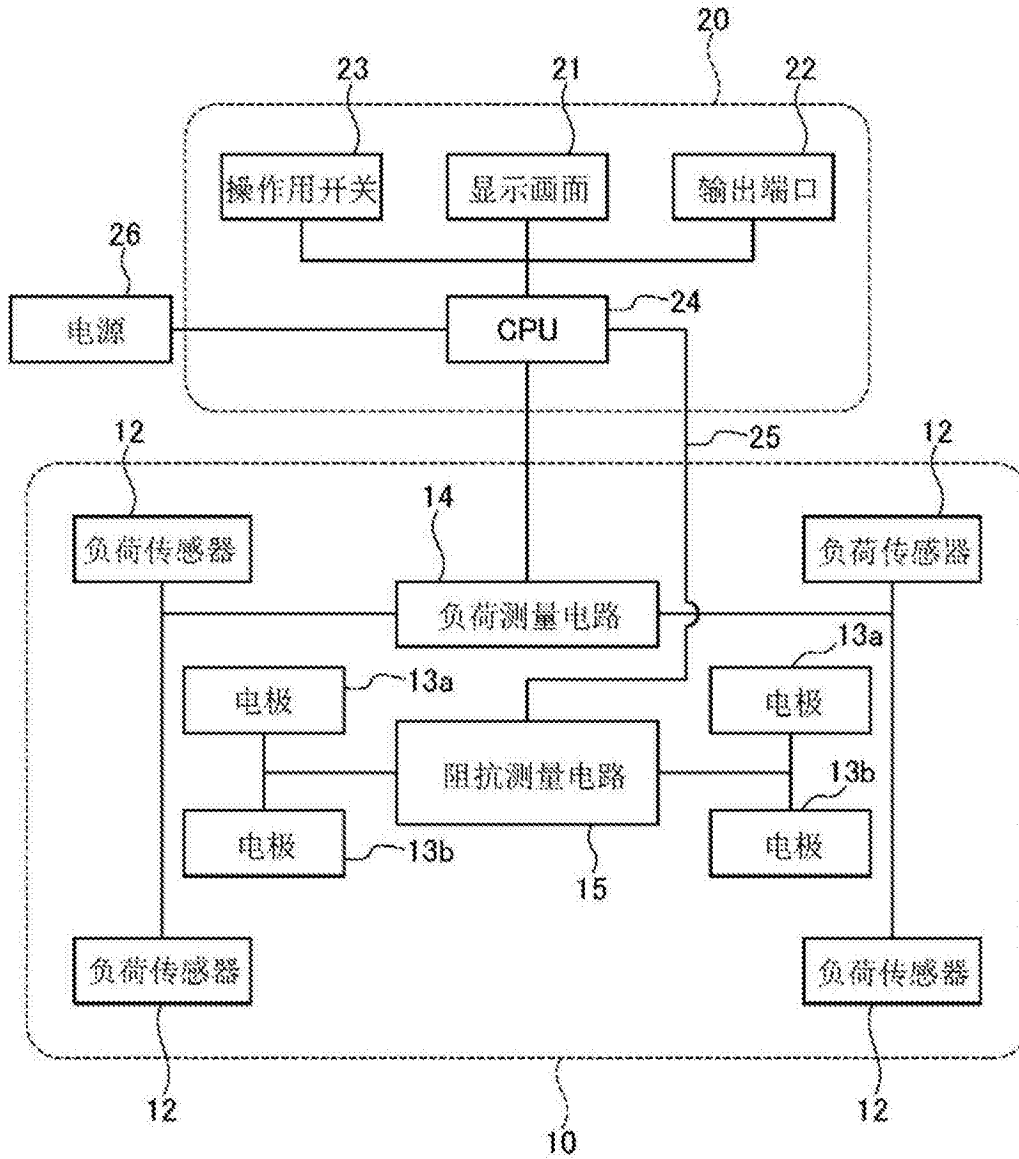 20
23
21
22
操作用开关
显示画面
输出端口
26
24
电源
CPU
25
12
12
14
负荷传感器
负荷传感器
负荷测量电路
13a
13a
电极
电极
阻抗测量电路
13b
电极
13b
电极
15
负荷传感器
负荷传感器
12
12
10